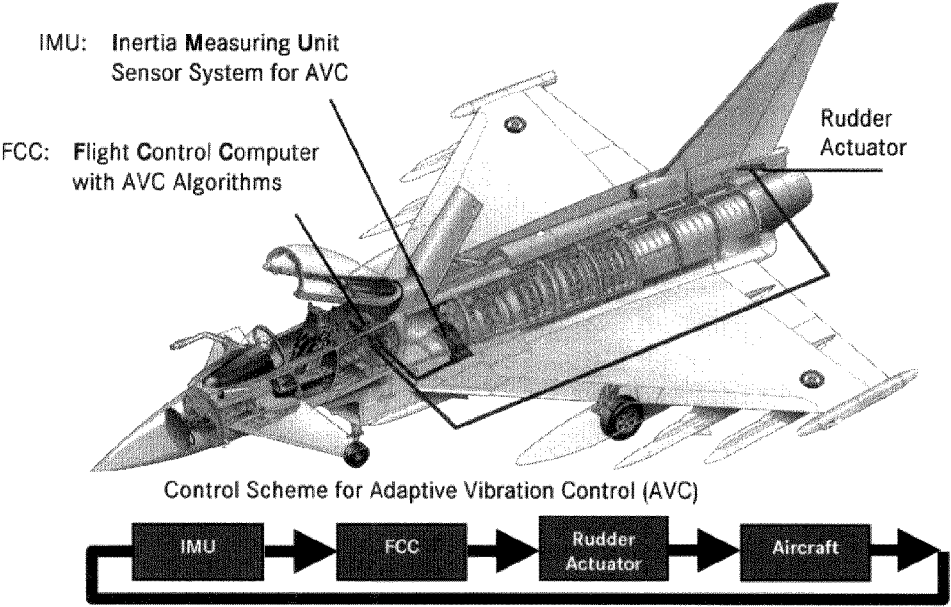 IMU: Inertia Measuring Unit
Sensor System for AVC
FCC: Flight Control Computer
with AVC Algorithms
Rudder
Actuator
Control Scheme for Adaptive Vibration Control (AVC)
IMU
FCC
Rudder
Actuator
Aircraft